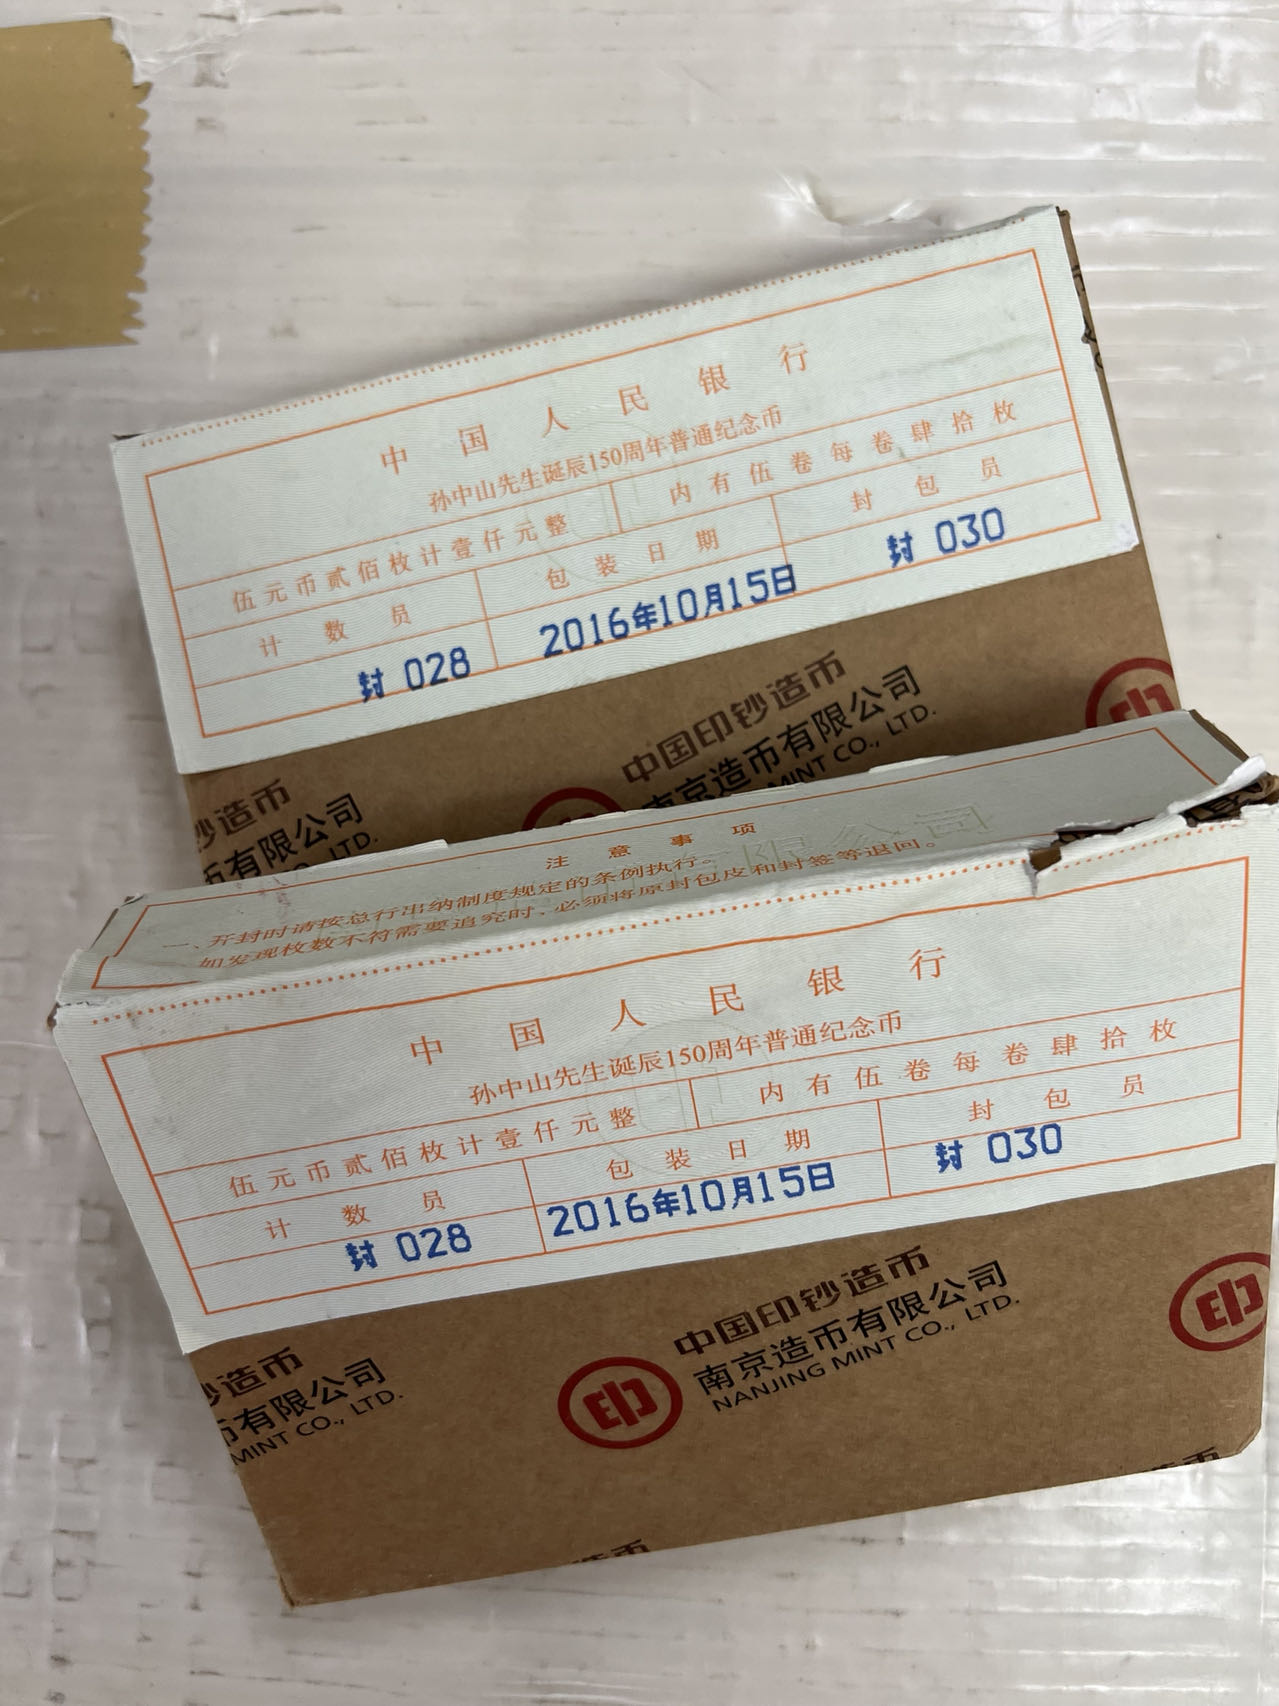 中国人民银行
孙中山先生诞辰150周年普通纪念币
伍元币贰佰枚计壹仟元整 内有伍卷每卷肆拾枚
计数员 包装日期 封包员
封 028 2016年10月15日 封 030
中国印钞造币
南京造币有限公司
MINT CO., LTD.
钞造币
币有限公司
LTD.
注意事项
一、开封时请按总行出纳制度规定的条例执行。
如发现枚数不符需要追究时、必须将原封包皮和封签等退回。
中国人民银行
孙中山先生诞辰150周年普通纪念币
伍元币贰佰枚计壹仟元整 内有伍卷每卷肆拾枚
计数员 包装日期 封包员
封 028 2016年10月15日 封 030
中国印钞造币
南京造币有限公司
NANJING MINT CO., LTD.
钞造币
币有限公司
MINT CO., LTD.